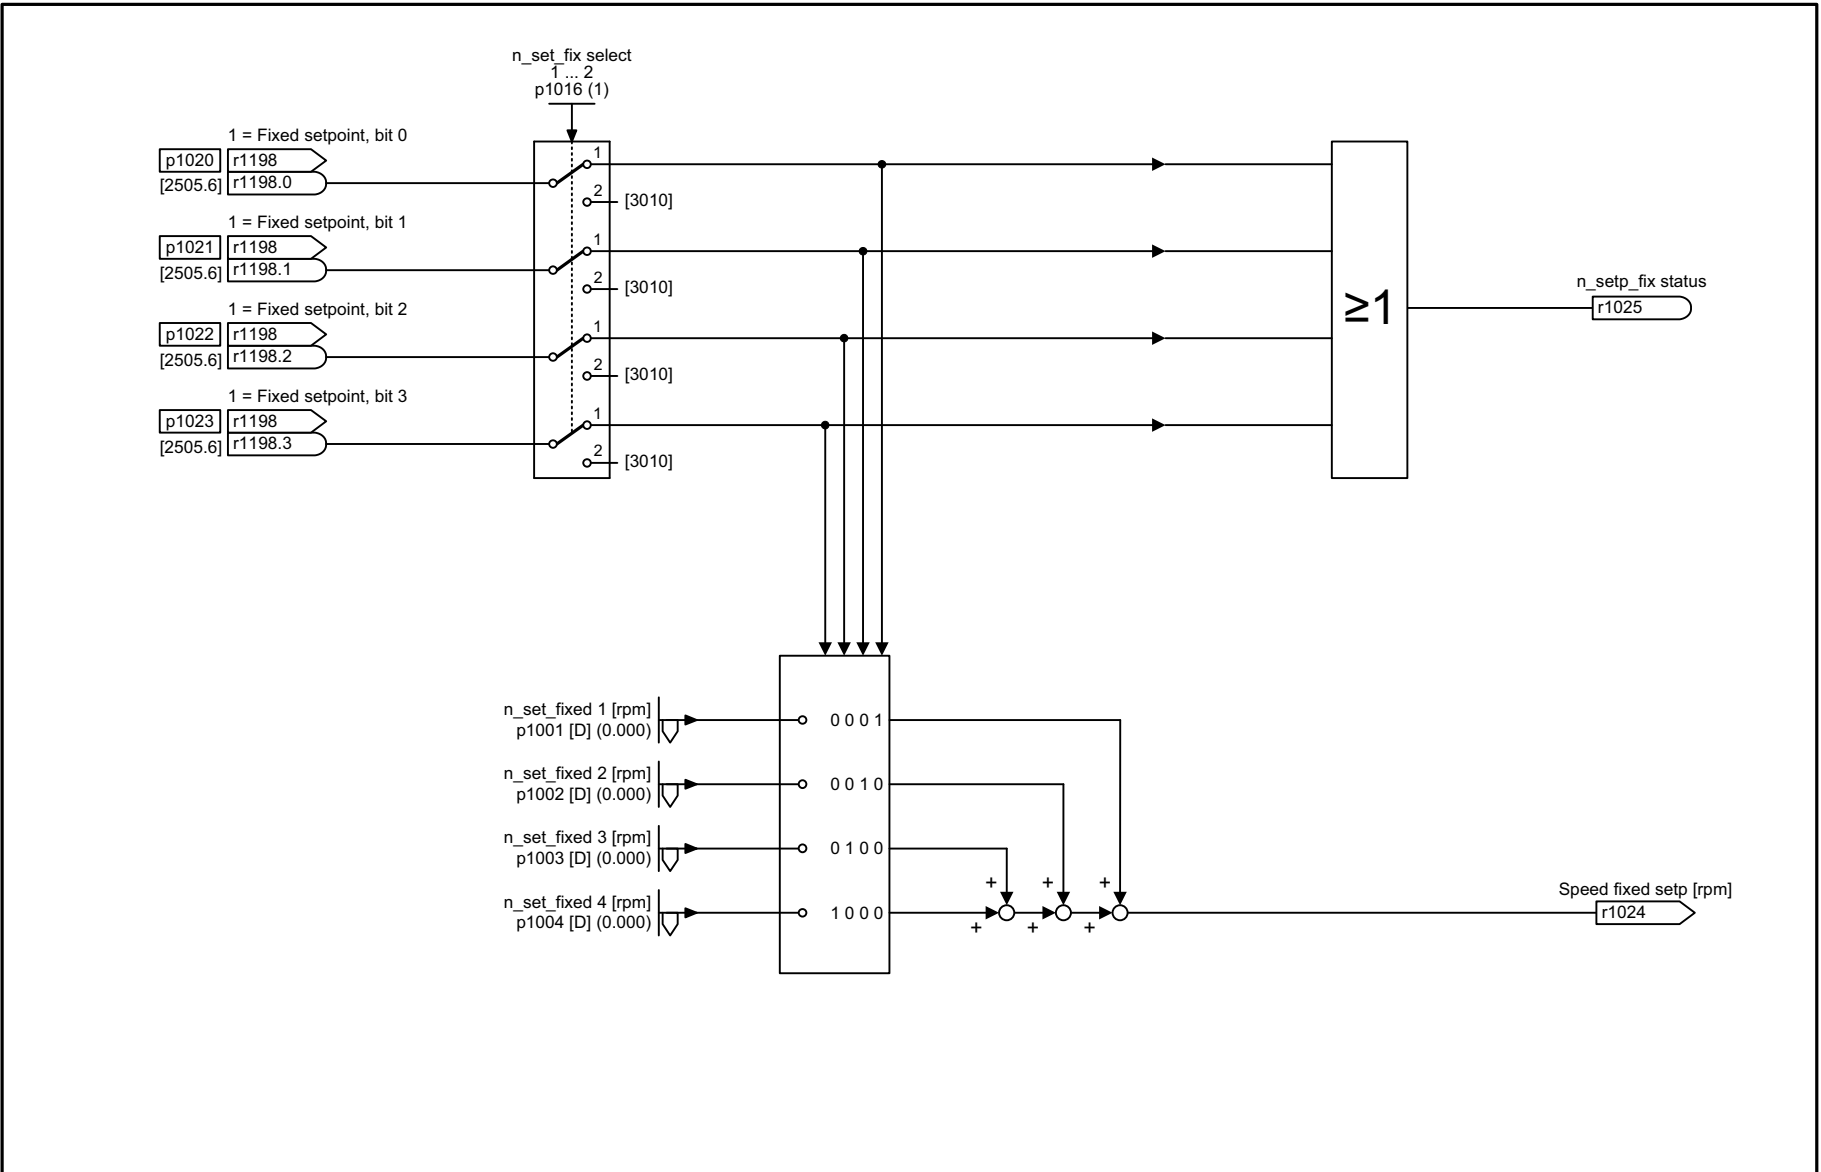 n_set_fix select
1 ... 2
p1016 (1)
1 = Fixed setpoint, bit 0
p1020 r1198
[2505.6] r1198.0
1
2 [3010]
1 = Fixed setpoint, bit 1
p1021 r1198
[2505.6] r1198.1
1
2 [3010]
1 = Fixed setpoint, bit 2
p1022 r1198
[2505.6] r1198.2
1
2 [3010]
1 = Fixed setpoint, bit 3
p1023 r1198
[2505.6] r1198.3
1
2 [3010]
≥1
n_setp_fix status
r1025
n_set_fixed 1 [rpm]
p1001 [D] (0.000)
0 0 0 1
n_set_fixed 2 [rpm]
p1002 [D] (0.000)
0 0 1 0
n_set_fixed 3 [rpm]
p1003 [D] (0.000)
0 1 0 0
n_set_fixed 4 [rpm]
p1004 [D] (0.000)
1 0 0 0
+ + +
+ + +
Speed fixed setp [rpm]
r1024